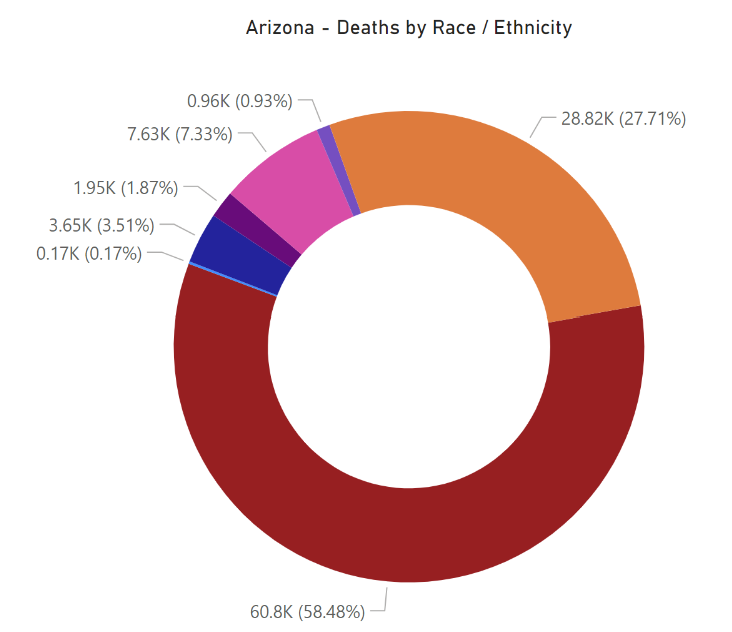 Arizona - Deaths by Race / Ethnicity
0.96K (0.93%)
28.82K (27.71%)
7.63K (7.33%)
1.95K (1.87%)
3.65K (3.51%)
0.17K (0.17%)
60.8K (58.48%)